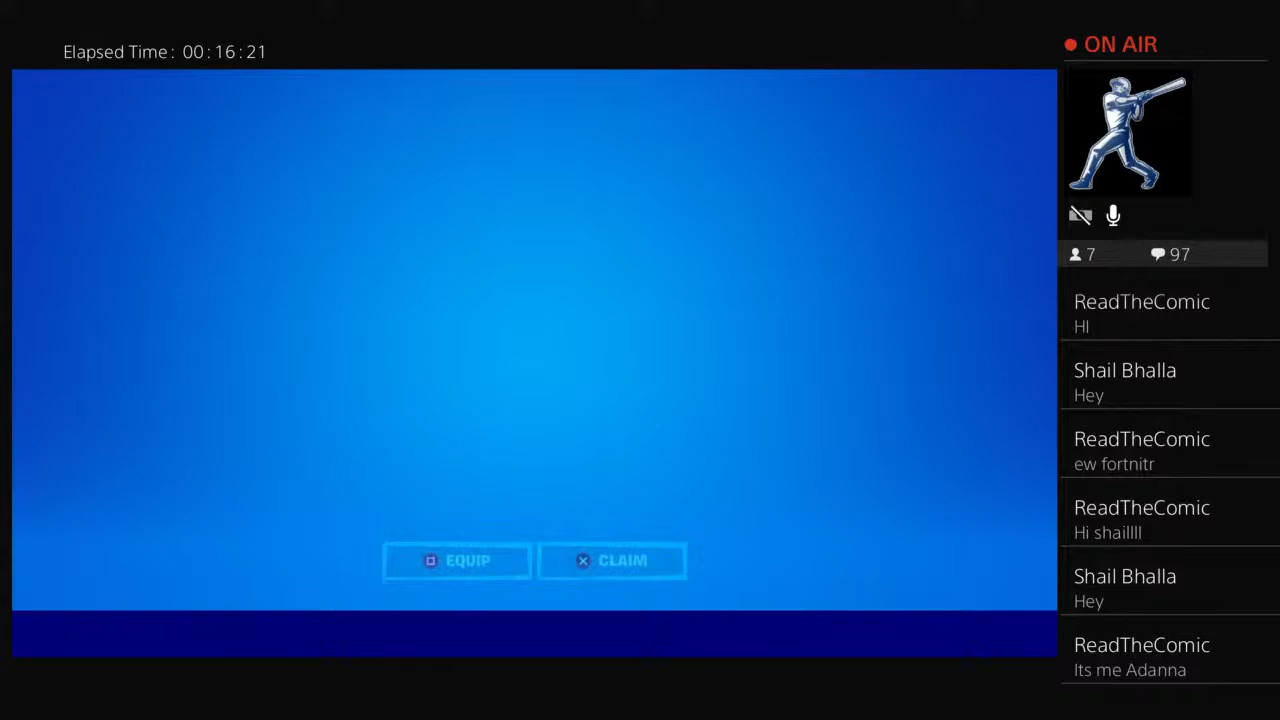 Elapsed Time: 00:16:21
ON AIR
7 97
ReadTheComic
HI
Shail Bhalla
Hey
ReadTheComic
ew fortnitr
ReadTheComic
Hi shaillll
Shail Bhalla
Hey
ReadTheComic
Its me Adanna
EQUIP CLAIM